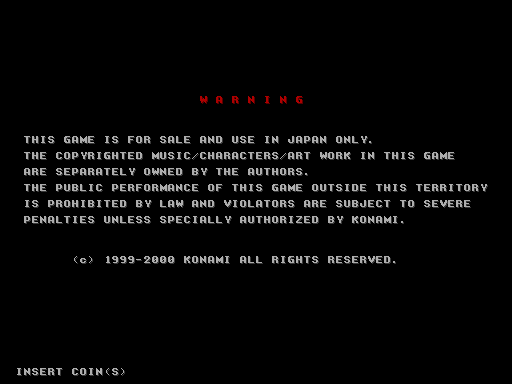 W A R N I N G
THIS GAME IS FOR SALE AND USE IN JAPAN ONLY.
THE COPYRIGHTED MUSIC/CHARACTERS/ART WORK IN THIS GAME
ARE SEPARATELY OWNED BY THE AUTHORS.
THE PUBLIC PERFORMANCE OF THIS GAME OUTSIDE THIS TERRITORY
IS PROHIBITED BY LAW AND VIOLATORS ARE SUBJECT TO SEVERE
PENALTIES UNLESS SPECIALLY AUTHORIZED BY KONAMI.
(c) 1999-2000 KONAMI ALL RIGHTS RESERVED.
INSERT COIN(S)